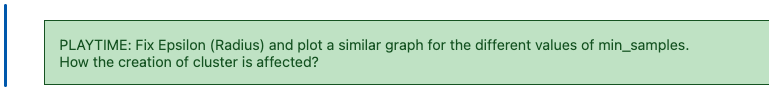 PLAYTIME: Fix Epsilon (Radius) and plot a similar graph for the different values of min_samples.
How the creation of cluster is affected?